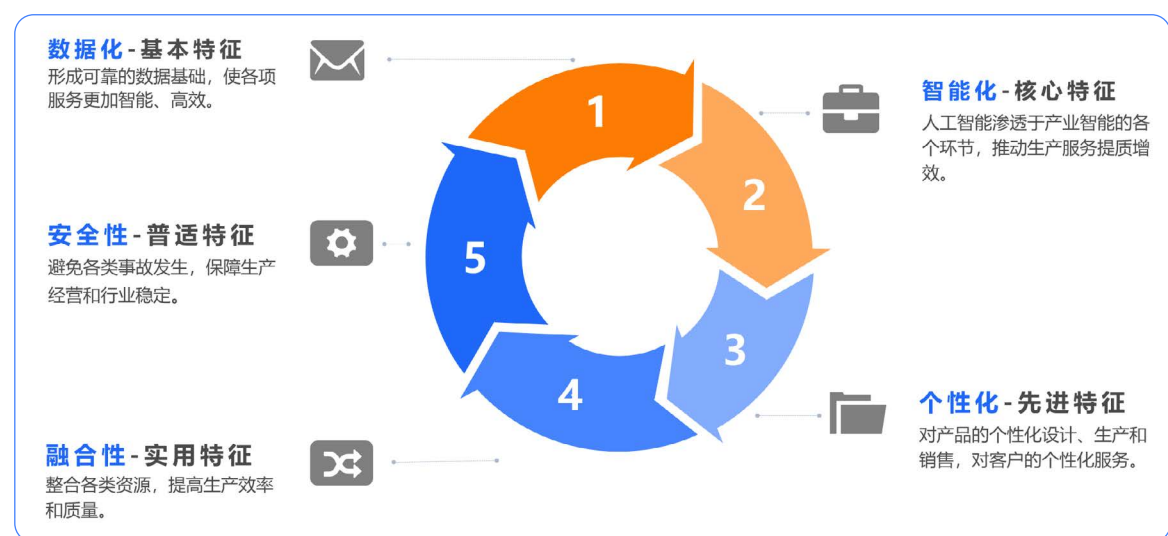 数据化-基本特征
形成可靠的数据基础，使各项
服务更加智能、高效。
1
智能化-核心特征
人工智能渗透于产业智能的各
个环节，推动生产服务提质增
效。
2
个性化-先进特征
对产品的个性化设计、生产和
销售，对客户的个性化服务。
3
融合性-实用特征
整合各类资源，提高生产效率
和质量。
4
安全性-普适特征
避免各类事故发生，保障生产
经营和行业稳定。
5